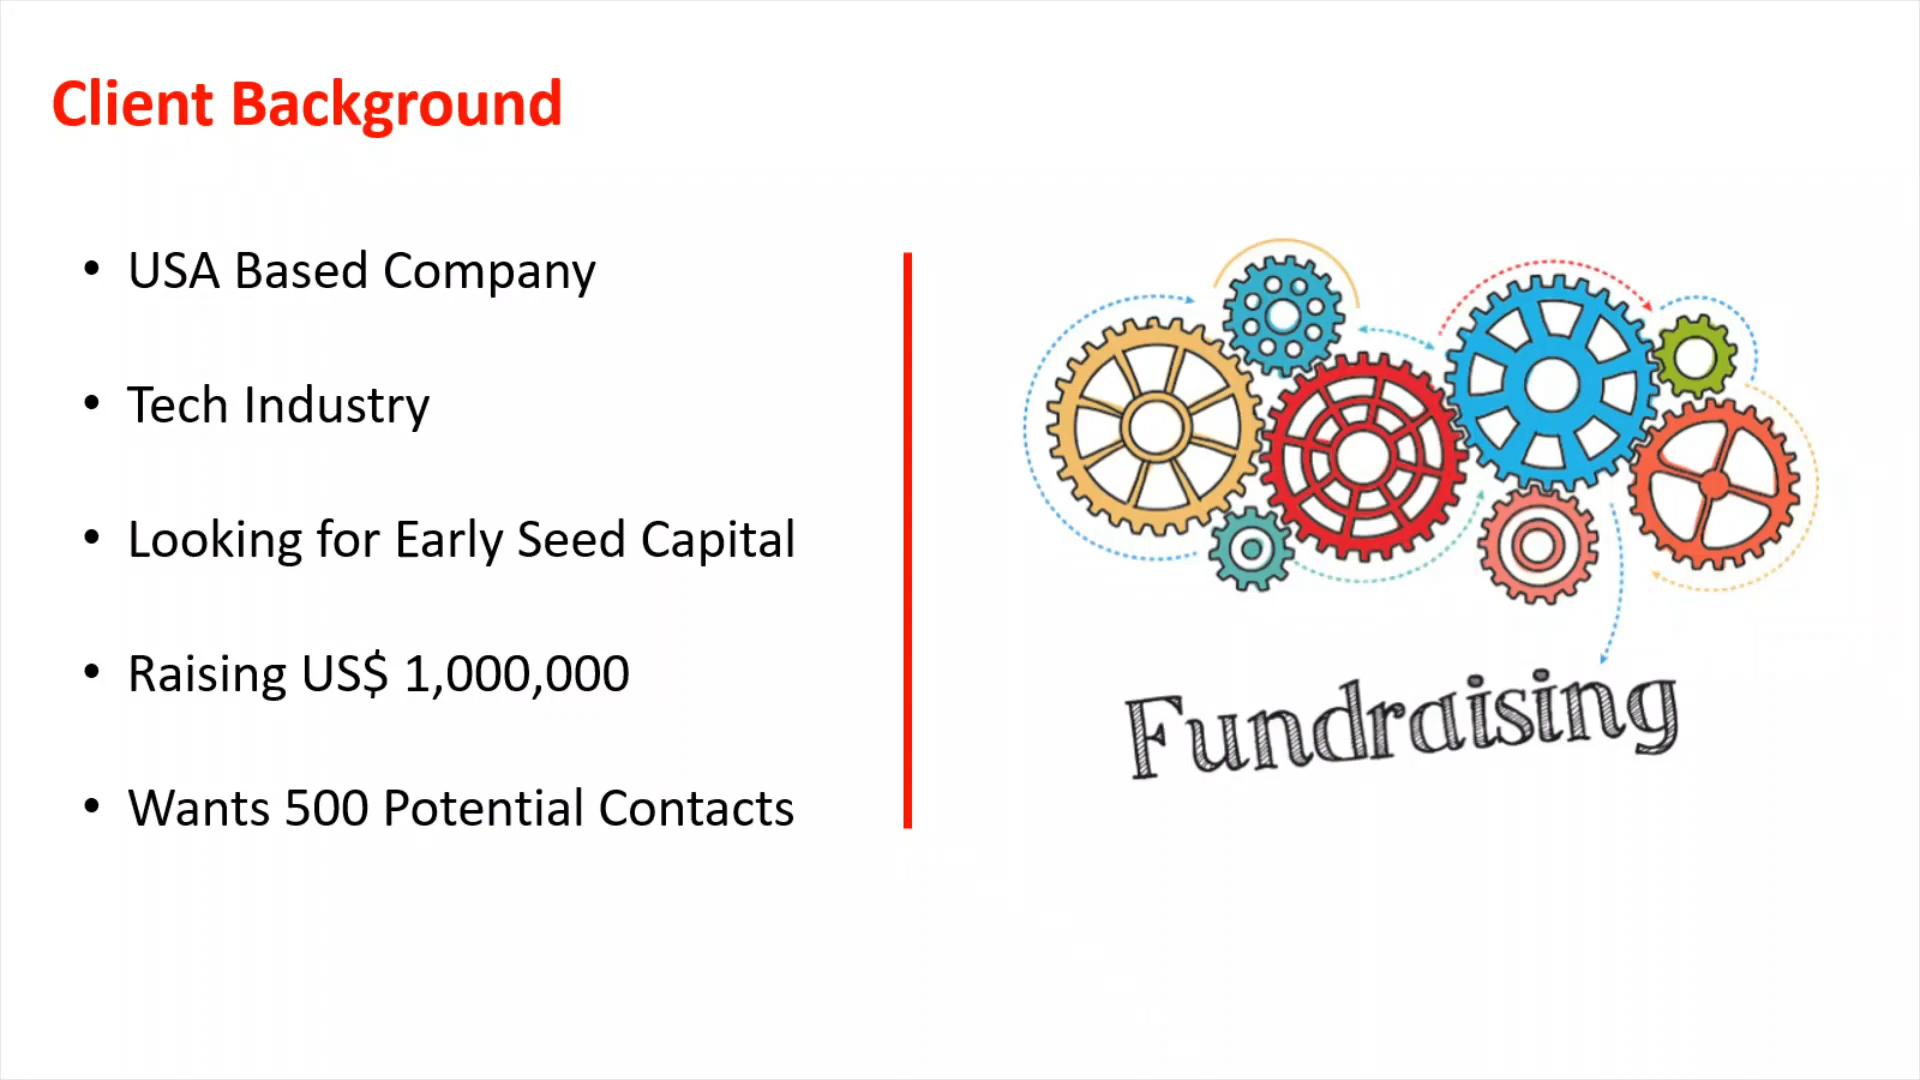 Client Background
• USA Based Company
• Tech Industry
• Looking for Early Seed Capital
• Raising US$ 1,000,000
• Wants 500 Potential Contacts
Fundraising